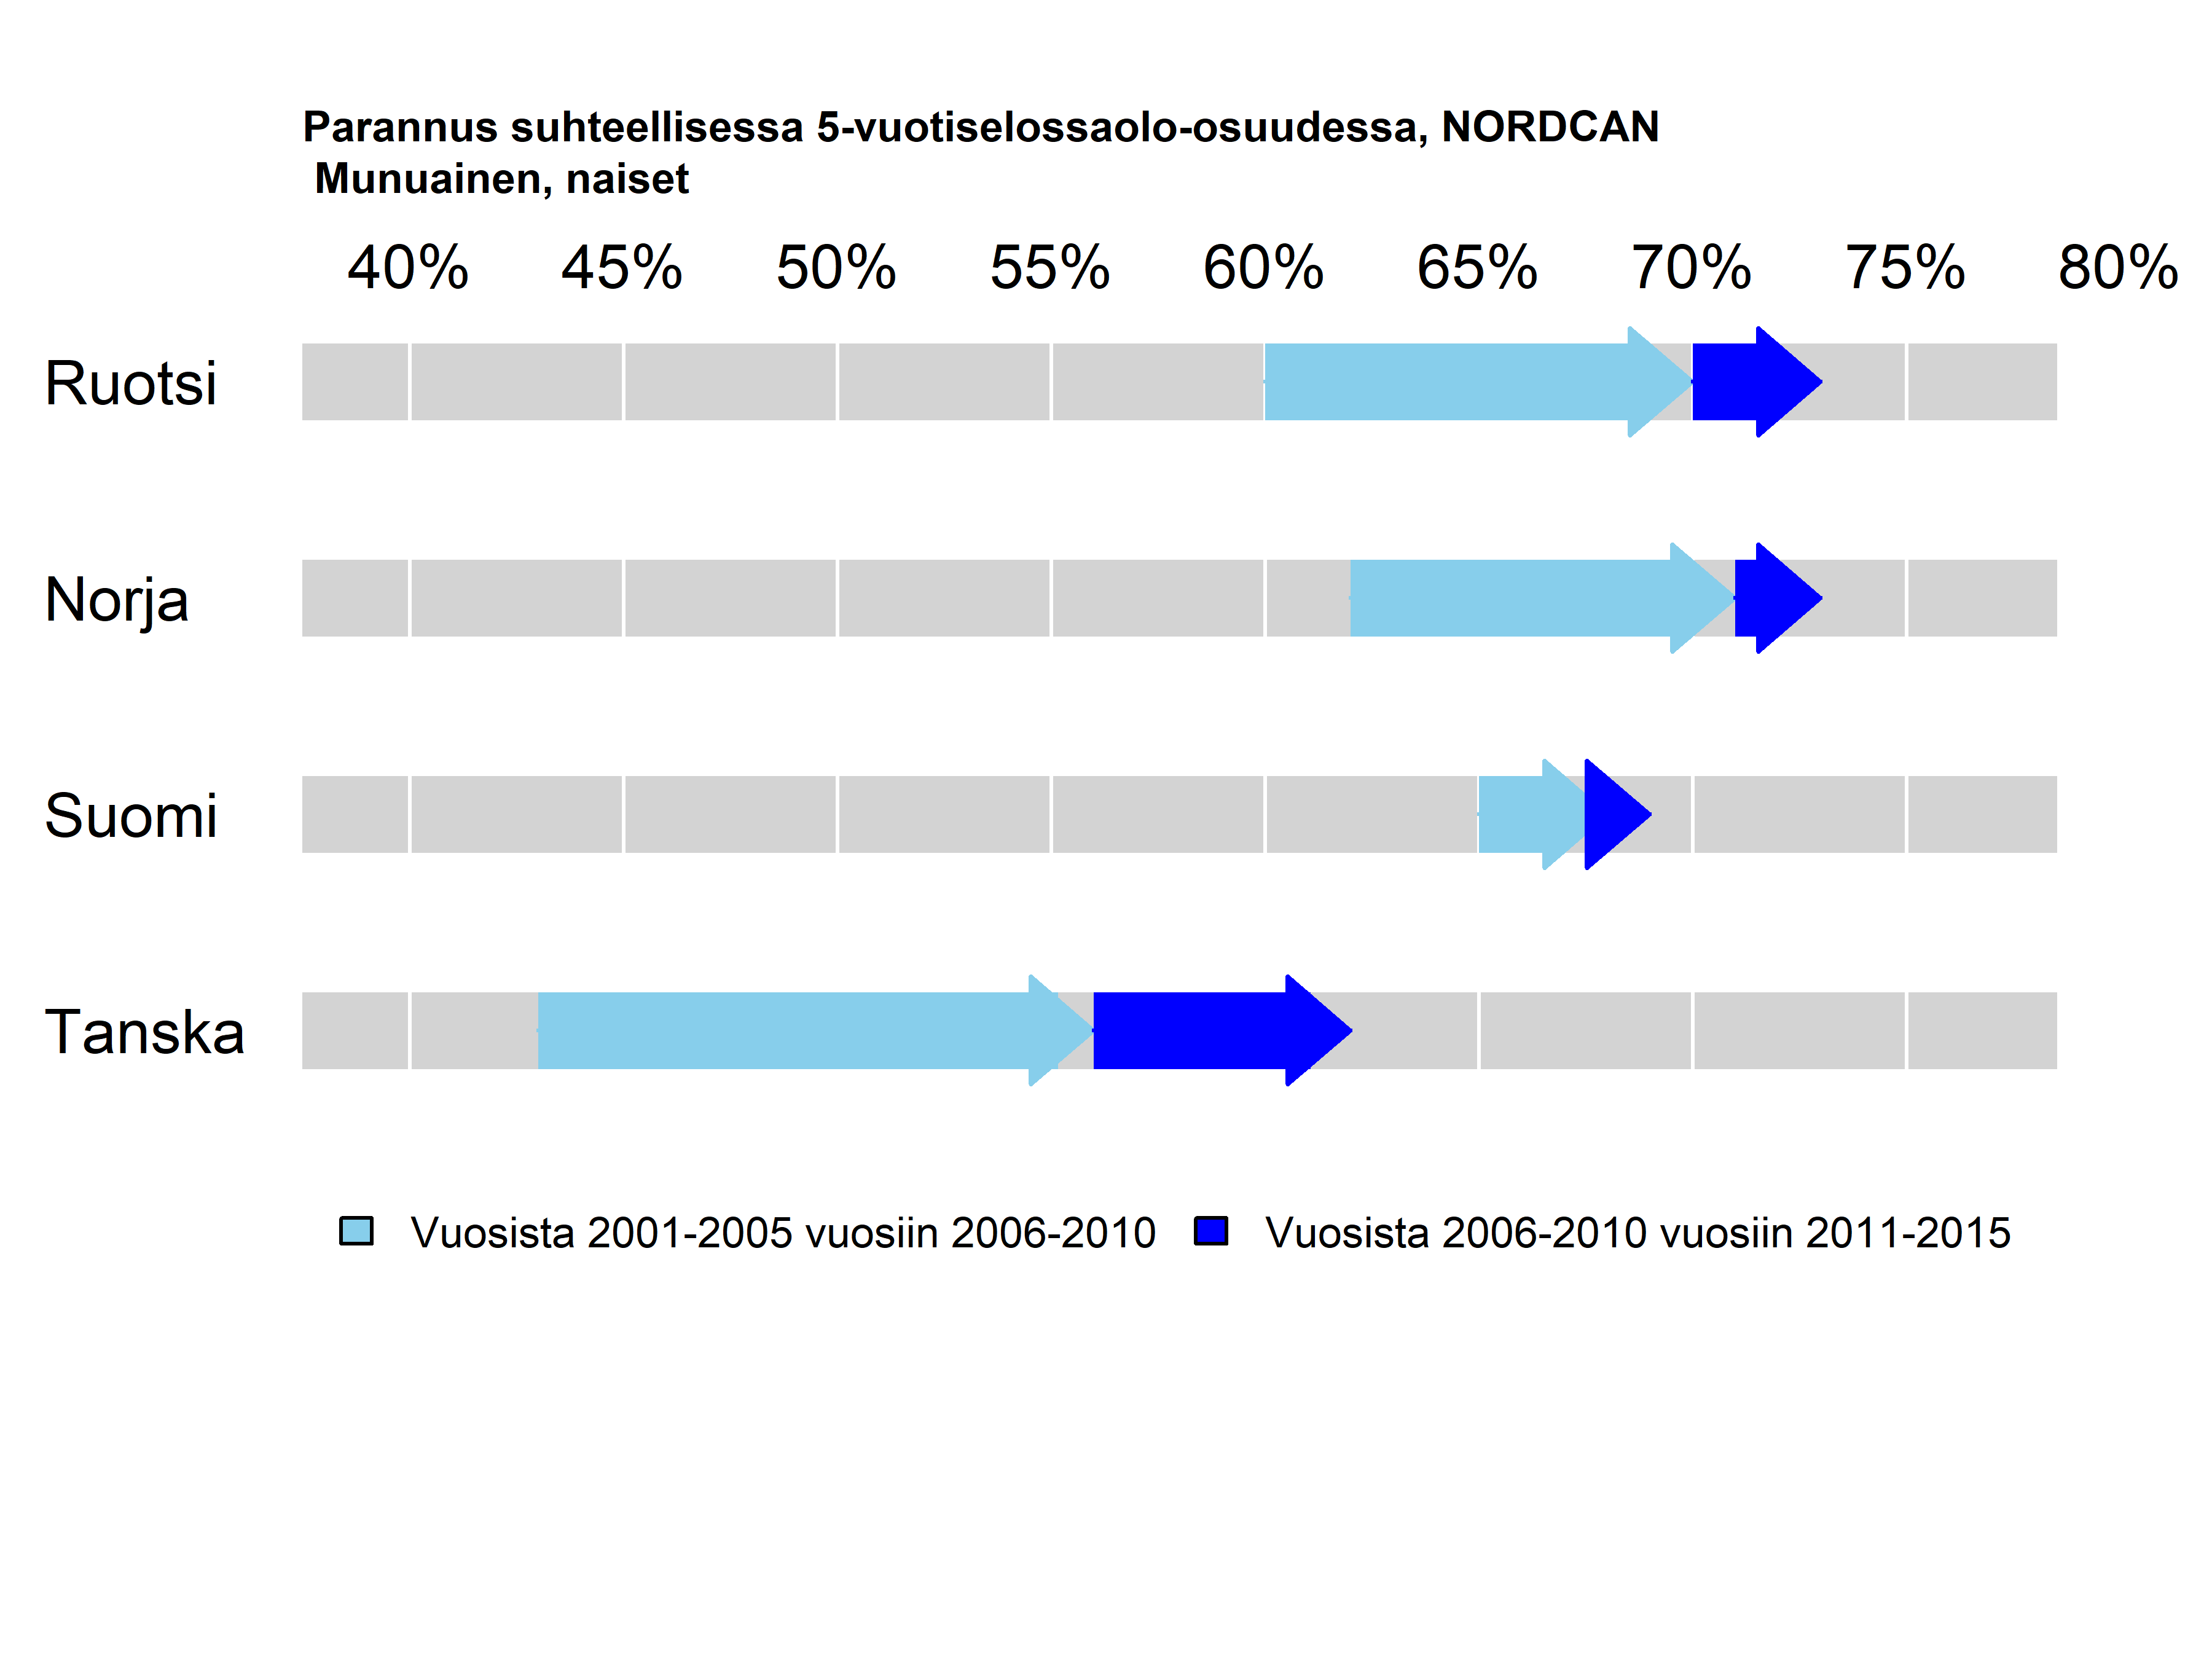 Parannus suhteellisessa 5-vuotiselossaolo-osuudessa, NORDCAN
Munuainen, naiset
40% 45% 50% 55% 60% 65% 70% 75% 80%
Ruotsi
Norja
Suomi
Tanska
Vuosista 2001-2005 vuosiin 2006-2010 Vuosista 2006-2010 vuosiin 2011-2015